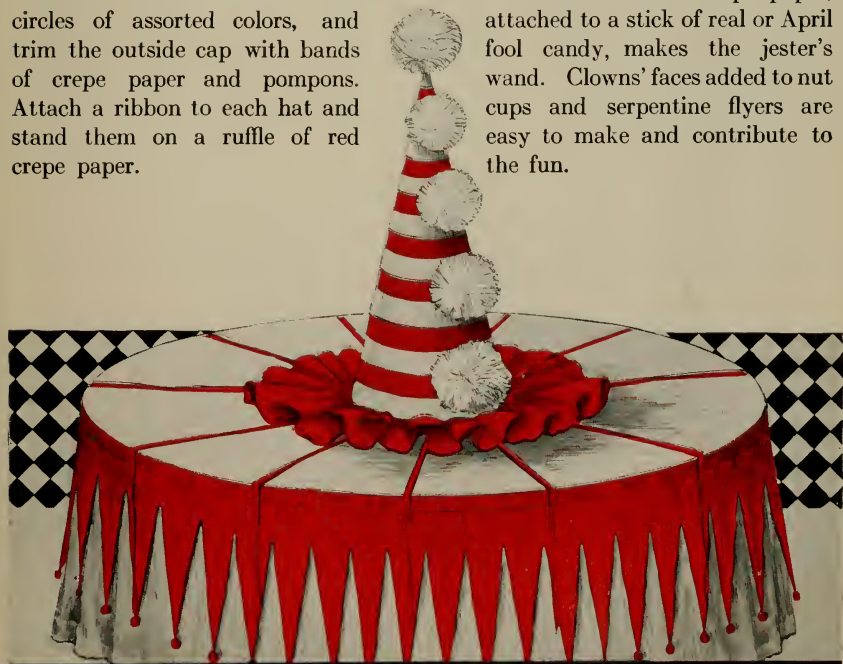 circles of assorted colors, and
trim the outside cap with bands
of crepe paper and pompons.
Attach a ribbon to each hat and
stand them on a ruffle of red
crepe paper.
attached to a stick of real or April
fool candy, makes the jester's
wand. Clowns' faces added to nut
cups and serpentine flyers are
easy to make and contribute to
the fun.